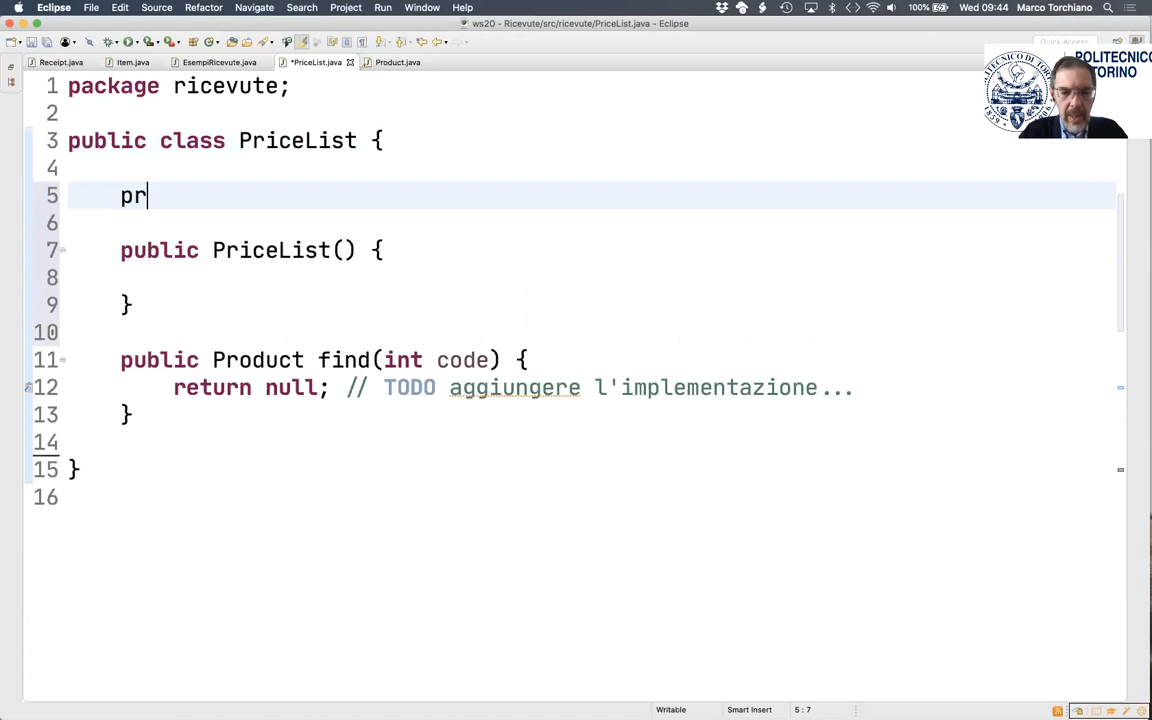 Eclipse File Edit Source Refactor Navigate Search Project Run Window Help 100% Wed 09:44 Marco Torchiano
ws20 - Ricevute/src/ricevute/PriceList.java - Eclipse
Quick Access
Receipt.java Item.java EsempiRicevute.java *PriceList.java Product.java
POLITECNICO
TORINO
1 package ricevute;
2
3 public class PriceList {
4
5 pr
6
7 public PriceList() {
8
9 }
10
11 public Product find(int code) {
12 return null; // TODO aggiungere l'implementazione...
13 }
14
15 }
16
Writable Smart Insert 5 : 7